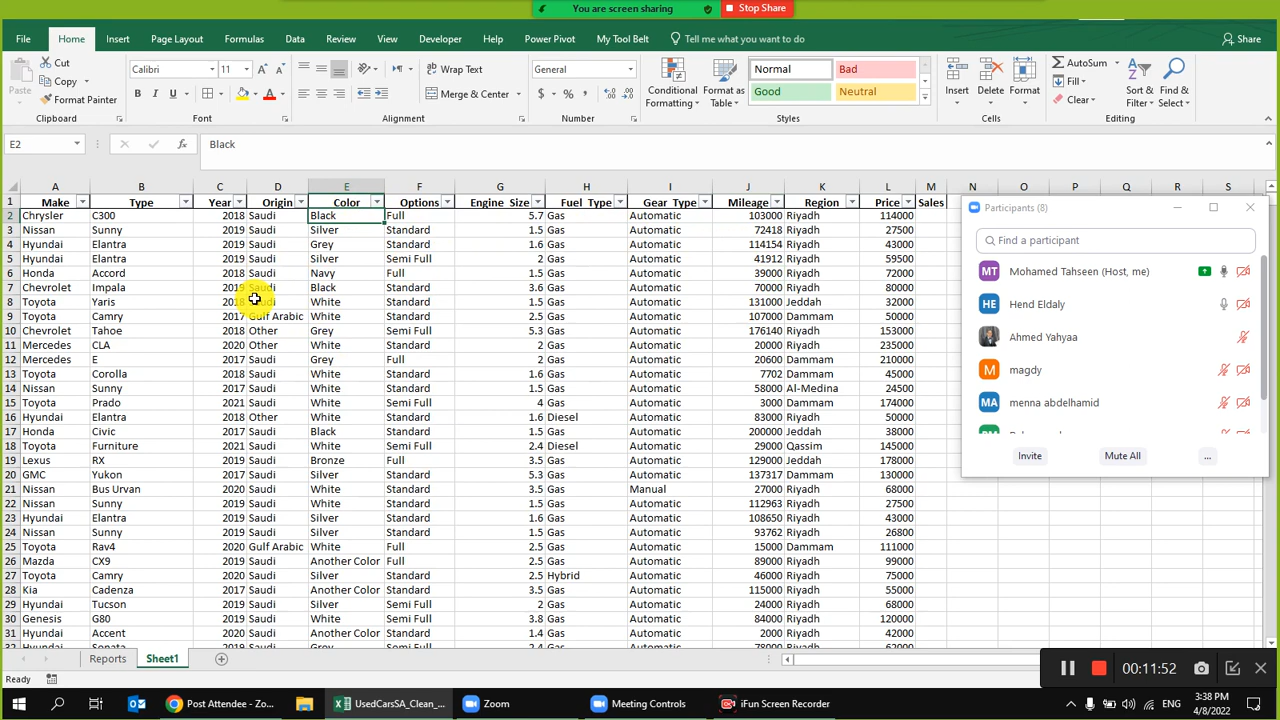 You are screen sharing Stop Share
File Home Insert Page Layout Formulas Data Review View Developer Help Power Pivot My Tool Belt Tell me what you want to do Share
Cut
Copy
Format Painter
Paste
Clipboard
Calibri 11
B I U A
Font
Wrap Text
Merge & Center
Alignment
General
$ % ,
Number
Conditional Formatting
Format as Table
Normal Bad
Good Neutral
Styles
Insert Delete Format
Cells
AutoSum
Fill
Clear
Sort & Filter
Find & Select
Editing
E2 fx Black
A B C D E F G H I J K L M N O P Q R S
1 Make Type Year Origin Color Options Engine_Size Fuel_Type Gear_Type Mileage Region Price Sales
2 Chrysler C300 2018 Saudi Black Full 5.7 Gas Automatic 103000 Riyadh 114000
3 Nissan Sunny 2019 Saudi Silver Standard 1.5 Gas Automatic 72418 Riyadh 27500
4 Hyundai Elantra 2019 Saudi Grey Standard 1.6 Gas Automatic 114154 Riyadh 43000
5 Hyundai Elantra 2019 Saudi Silver Semi Full 2 Gas Automatic 41912 Riyadh 59500
6 Honda Accord 2018 Saudi Navy Full 1.5 Gas Automatic 39000 Riyadh 72000
7 Chevrolet Impala 2019 Saudi Black Standard 3.6 Gas Automatic 70000 Riyadh 80000
8 Toyota Yaris 2018 Saudi White Standard 1.5 Gas Automatic 131000 Jeddah 32000
9 Toyota Camry 2017 Gulf Arabic White Standard 2.5 Gas Automatic 107000 Dammam 50000
10 Chevrolet Tahoe 2018 Other Grey Semi Full 5.3 Gas Automatic 176140 Riyadh 153000
11 Mercedes CLA 2020 Other White Standard 2 Gas Automatic 20000 Riyadh 235000
12 Mercedes E 2017 Saudi Grey Full 2 Gas Automatic 20600 Dammam 210000
13 Toyota Corolla 2018 Saudi White Standard 1.6 Gas Automatic 7702 Dammam 45000
14 Nissan Sunny 2017 Saudi White Standard 1.5 Gas Automatic 58000 Al-Medina 24500
15 Toyota Prado 2021 Saudi White Semi Full 4 Gas Automatic 3000 Dammam 174000
16 Hyundai Elantra 2018 Other White Standard 1.6 Diesel Automatic 83000 Riyadh 50000
17 Honda Civic 2017 Saudi Black Standard 1.5 Gas Automatic 200000 Jeddah 38000
18 Toyota Furniture 2021 Saudi White Semi Full 2.4 Diesel Automatic 29000 Qassim 145000
19 Lexus RX 2019 Saudi Bronze Full 3.5 Gas Automatic 129000 Jeddah 178000
20 GMC Yukon 2017 Saudi Silver Semi Full 5.3 Gas Automatic 137317 Dammam 130000
21 Nissan Bus Urvan 2020 Saudi White Standard 3.5 Gas Manual 27000 Riyadh 68000
22 Nissan Sunny 2019 Saudi White Standard 1.5 Gas Automatic 112963 Riyadh 27500
23 Hyundai Elantra 2019 Saudi Silver Standard 1.6 Gas Automatic 108650 Riyadh 43000
24 Nissan Sunny 2019 Saudi Silver Standard 1.5 Gas Automatic 93762 Riyadh 26800
25 Toyota Rav4 2020 Gulf Arabic White Full 2.5 Gas Automatic 15000 Dammam 111000
26 Mazda CX9 2019 Saudi Another Color Full 2.5 Gas Automatic 89000 Riyadh 99000
27 Toyota Camry 2020 Saudi Silver Standard 2.5 Hybrid Automatic 46000 Riyadh 75000
28 Kia Cadenza 2017 Saudi Another Color Standard 3.5 Gas Automatic 115000 Riyadh 55000
29 Hyundai Tucson 2019 Saudi Silver Semi Full 2 Gas Automatic 24000 Riyadh 68000
30 Genesis G80 2019 Saudi White Standard 3.8 Gas Automatic 84000 Riyadh 120000
31 Hyundai Accent 2020 Saudi Another Color Standard 1.4 Gas Automatic 2000 Riyadh 42000
32 Hyundai Sonata 2019 Saudi Grey Semi Full Gas Automatic 78000 Riyadh
Participants (8)
Find a participant
MT Mohamed Tahseen (Host, me)
HE Hend Eldaly
Ahmed Yahyaa
M magdy
MA menna abdelhamid
Invite Mute All ...
Reports Sheet1
Ready
00:11:52
Post Attendee - Zo... UsedCarsSA_Clean_... Zoom Meeting Controls iFun Screen Recorder
ENG
3:38 PM
4/8/2022